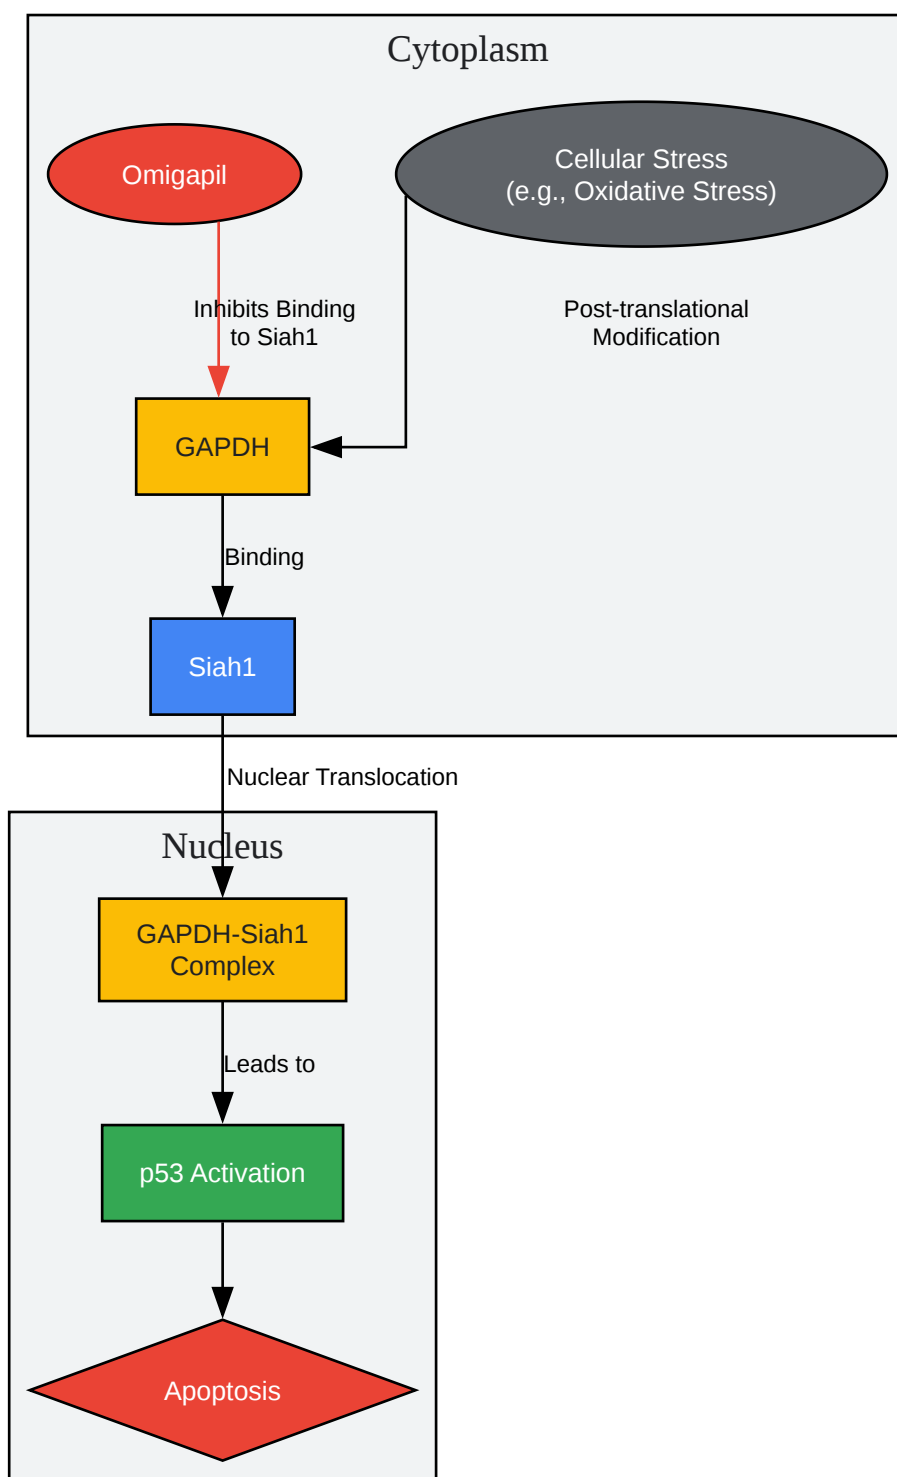 Cytoplasm
Omigapil
Cellular Stress
(e.g., Oxidative Stress)
Inhibits Binding
to Siah1
Post-translational
Modification
GAPDH
Binding
Siah1
Nuclear Translocation
Nucleus
GAPDH-Siah1
Complex
Leads to
p53 Activation
Apoptosis